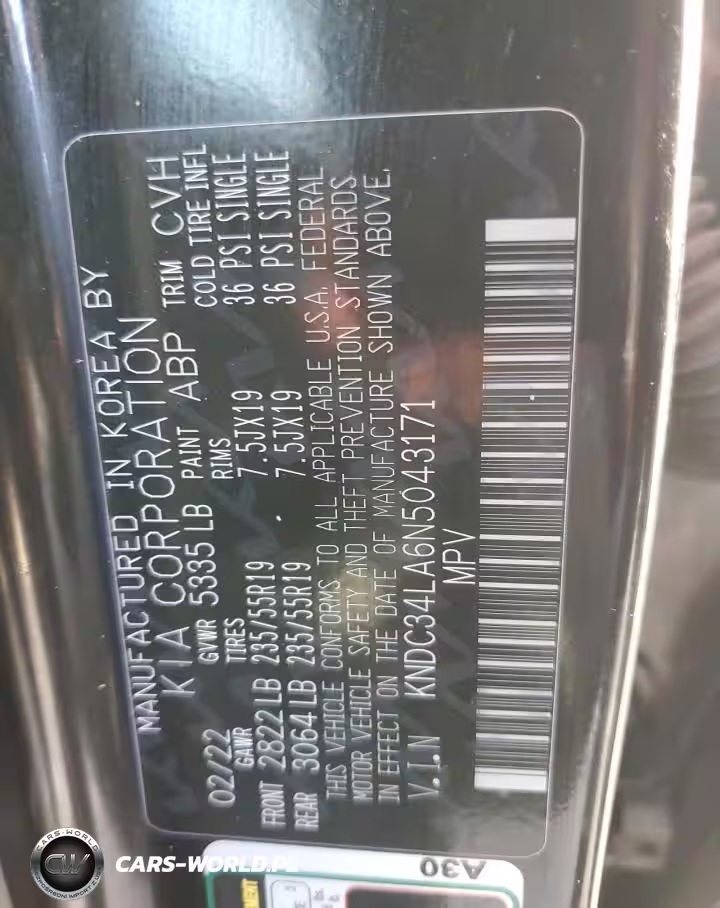 MANUFACTURED IN KOREA BY
KIA CORPORATION
02/22 GVWR 5335 LB PAINT ABP TRIM CVH
GAWR TIRES RIMS COLD TIRE INFL
FRONT 2822LB 235/55R19 7.5JX19 36 PSI SINGLE
REAR 3064LB 235/55R19 7.5JX19 36 PSI SINGLE
THIS VEHICLE CONFORMS TO ALL APPLICABLE U.S.A. FEDERAL
MOTOR VEHICLE SAFETY AND THEFT PREVENTION STANDARDS
IN EFFECT ON THE DATE OF MANUFACTURE SHOWN ABOVE.
V.I.N KNDC34LA6N5043171
MPV
A30
CARS-WORLD
CW
CARS-WORLD.PL